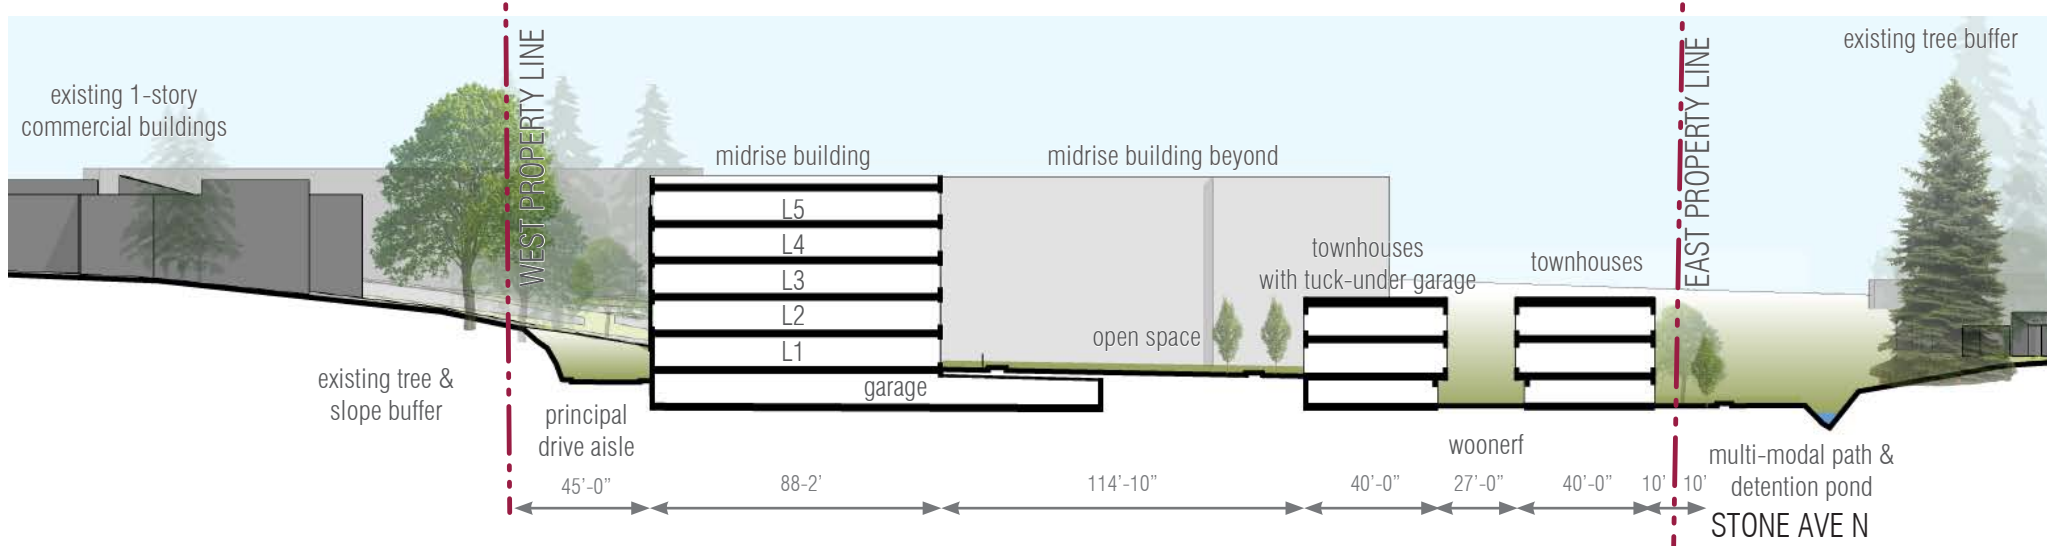 existing 1-story
commercial buildings
WEST PROPERTY LINE
midrise building
midrise building beyond
EAST PROPERTY LINE
existing tree buffer
L5
L4
L3
L2
L1
garage
open space
townhouses
with tuck-under garage
townhouses
existing tree &
slope buffer
principal
drive aisle
woonerf
multi-modal path &
detention pond
45’-0”
88-2’
114’-10”
40’-0”
27’-0”
40’-0”
10’
10’
STONE AVE N